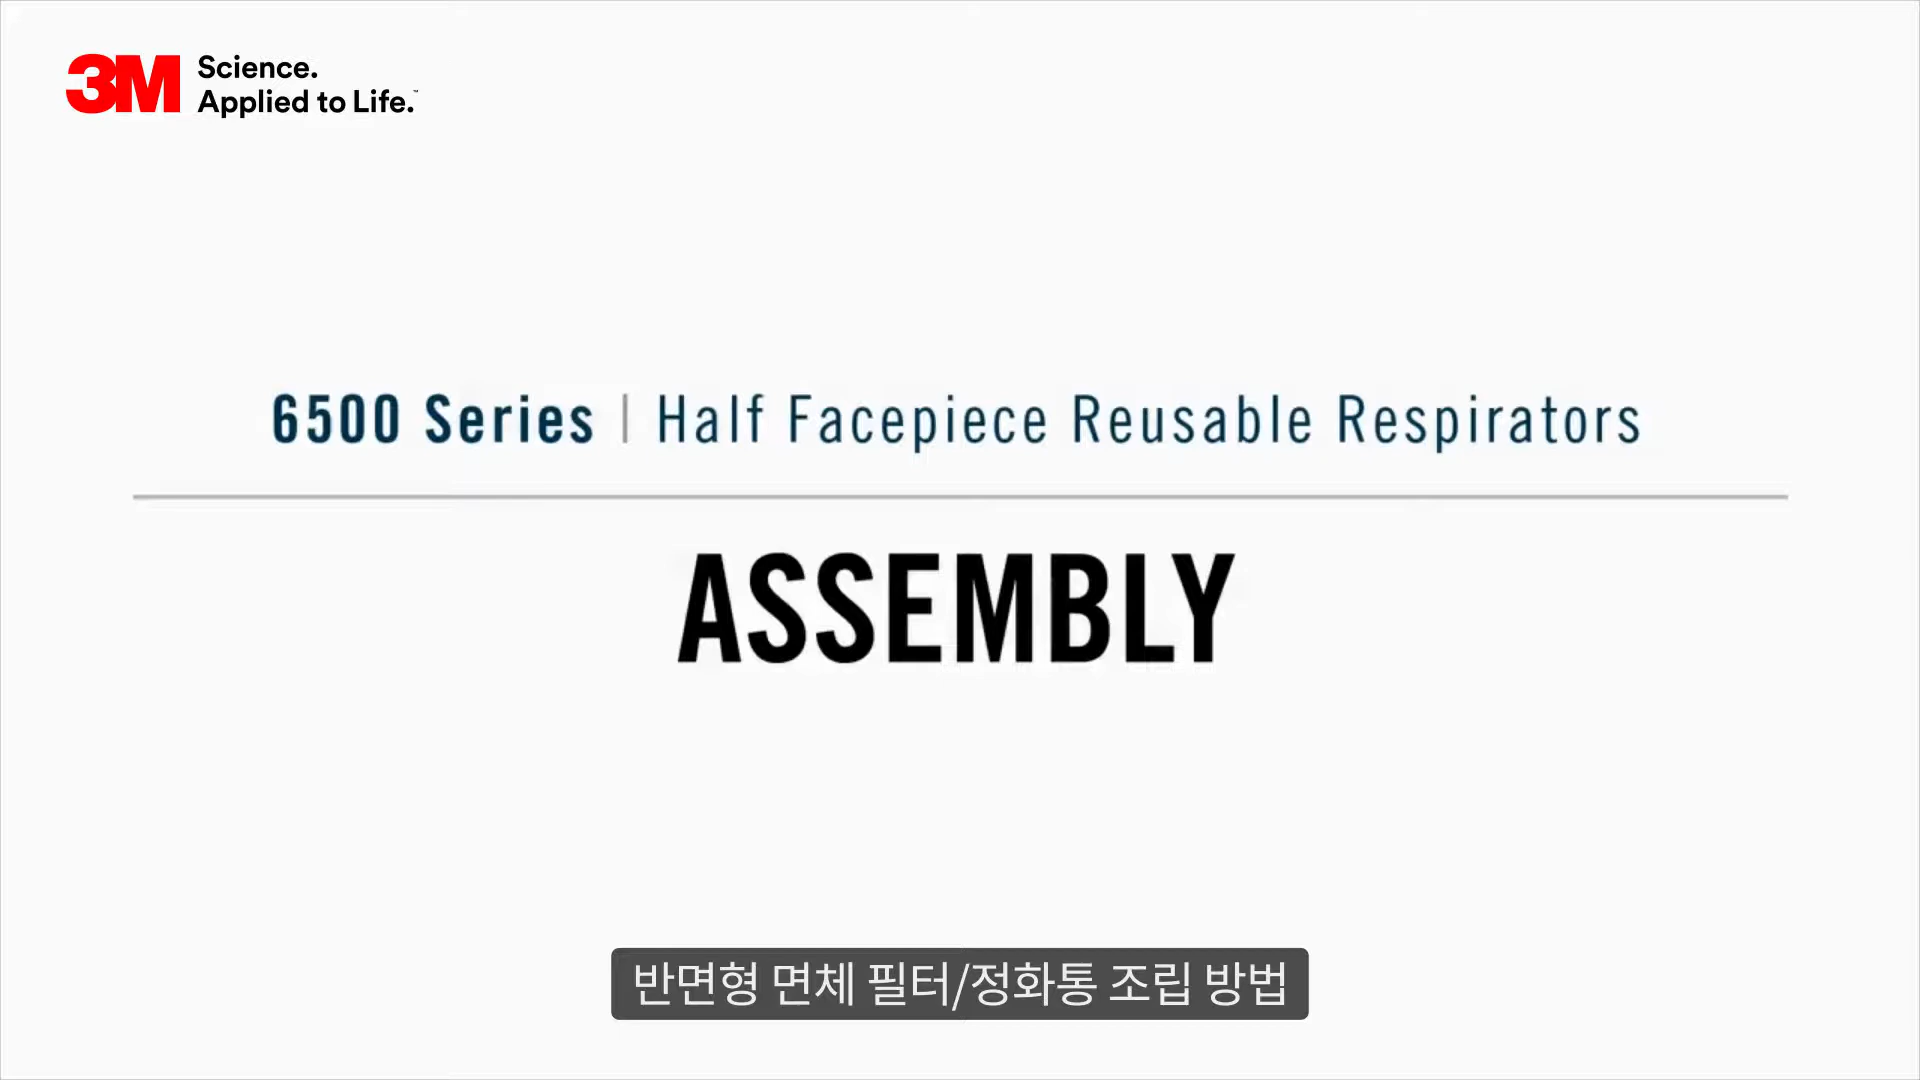 3M Science.
Applied to Life.™
6500 Series | Half Facepiece Reusable Respirators
ASSEMBLY
반면형 면체 필터/정화통 조립 방법